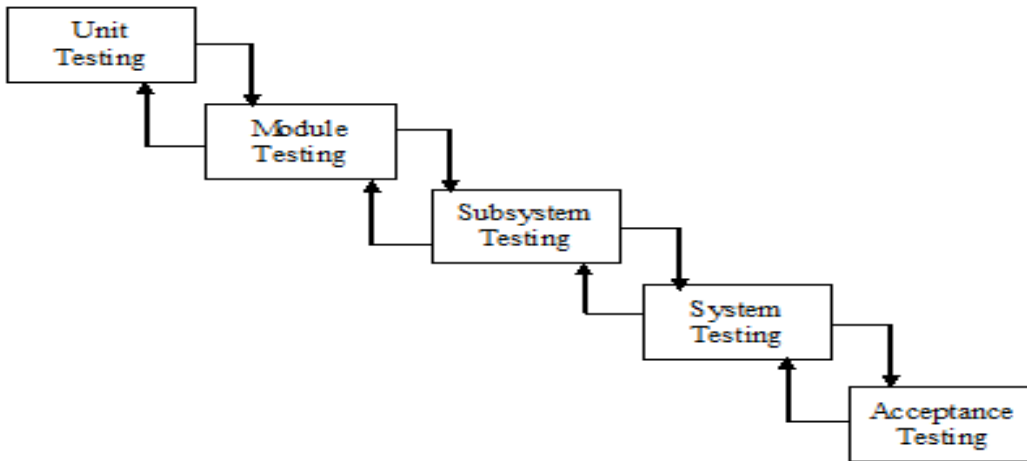 Unit
Testing
Module
Testing
Subsystem
Testing
System
Testing
Acceptance
Testing